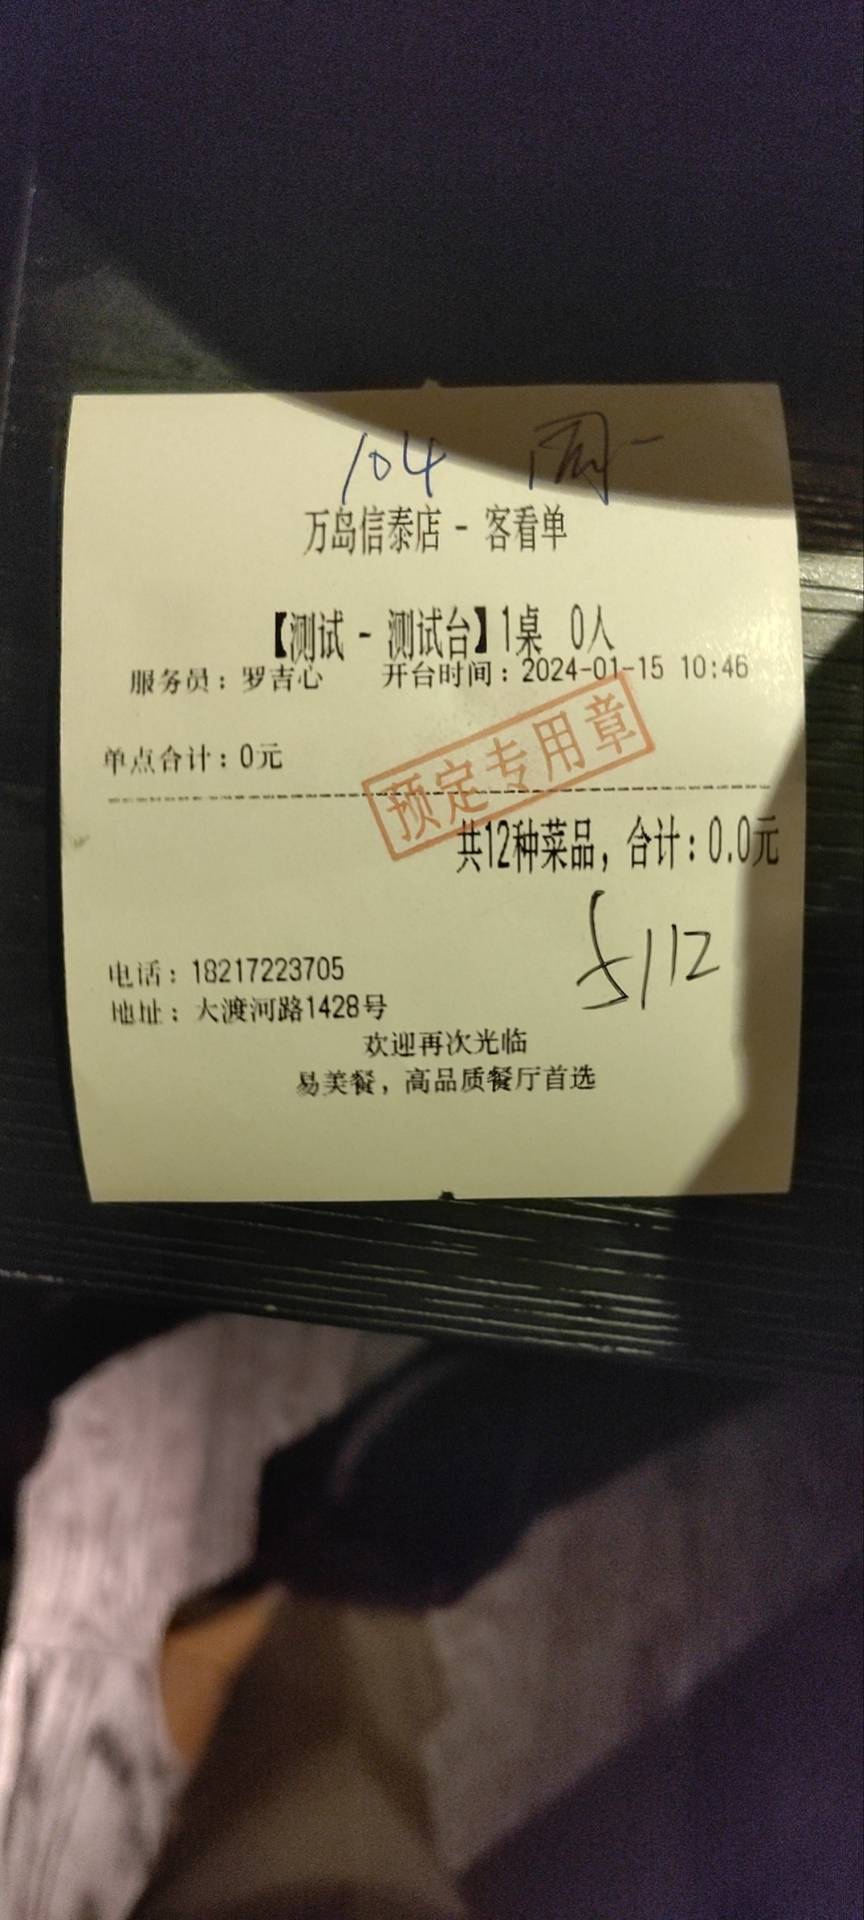 104 周一
万岛信泰店 - 客看单
【测试 - 测试台】1桌 0人
服务员：罗吉心 开台时间：2024-01-15 10:46
单点合计：0元
预定专用章
共12种菜品，合计：0.0元
电话：18217223705
地址：大渡河路1428号
欢迎再次光临
易美餐，高品质餐厅首选